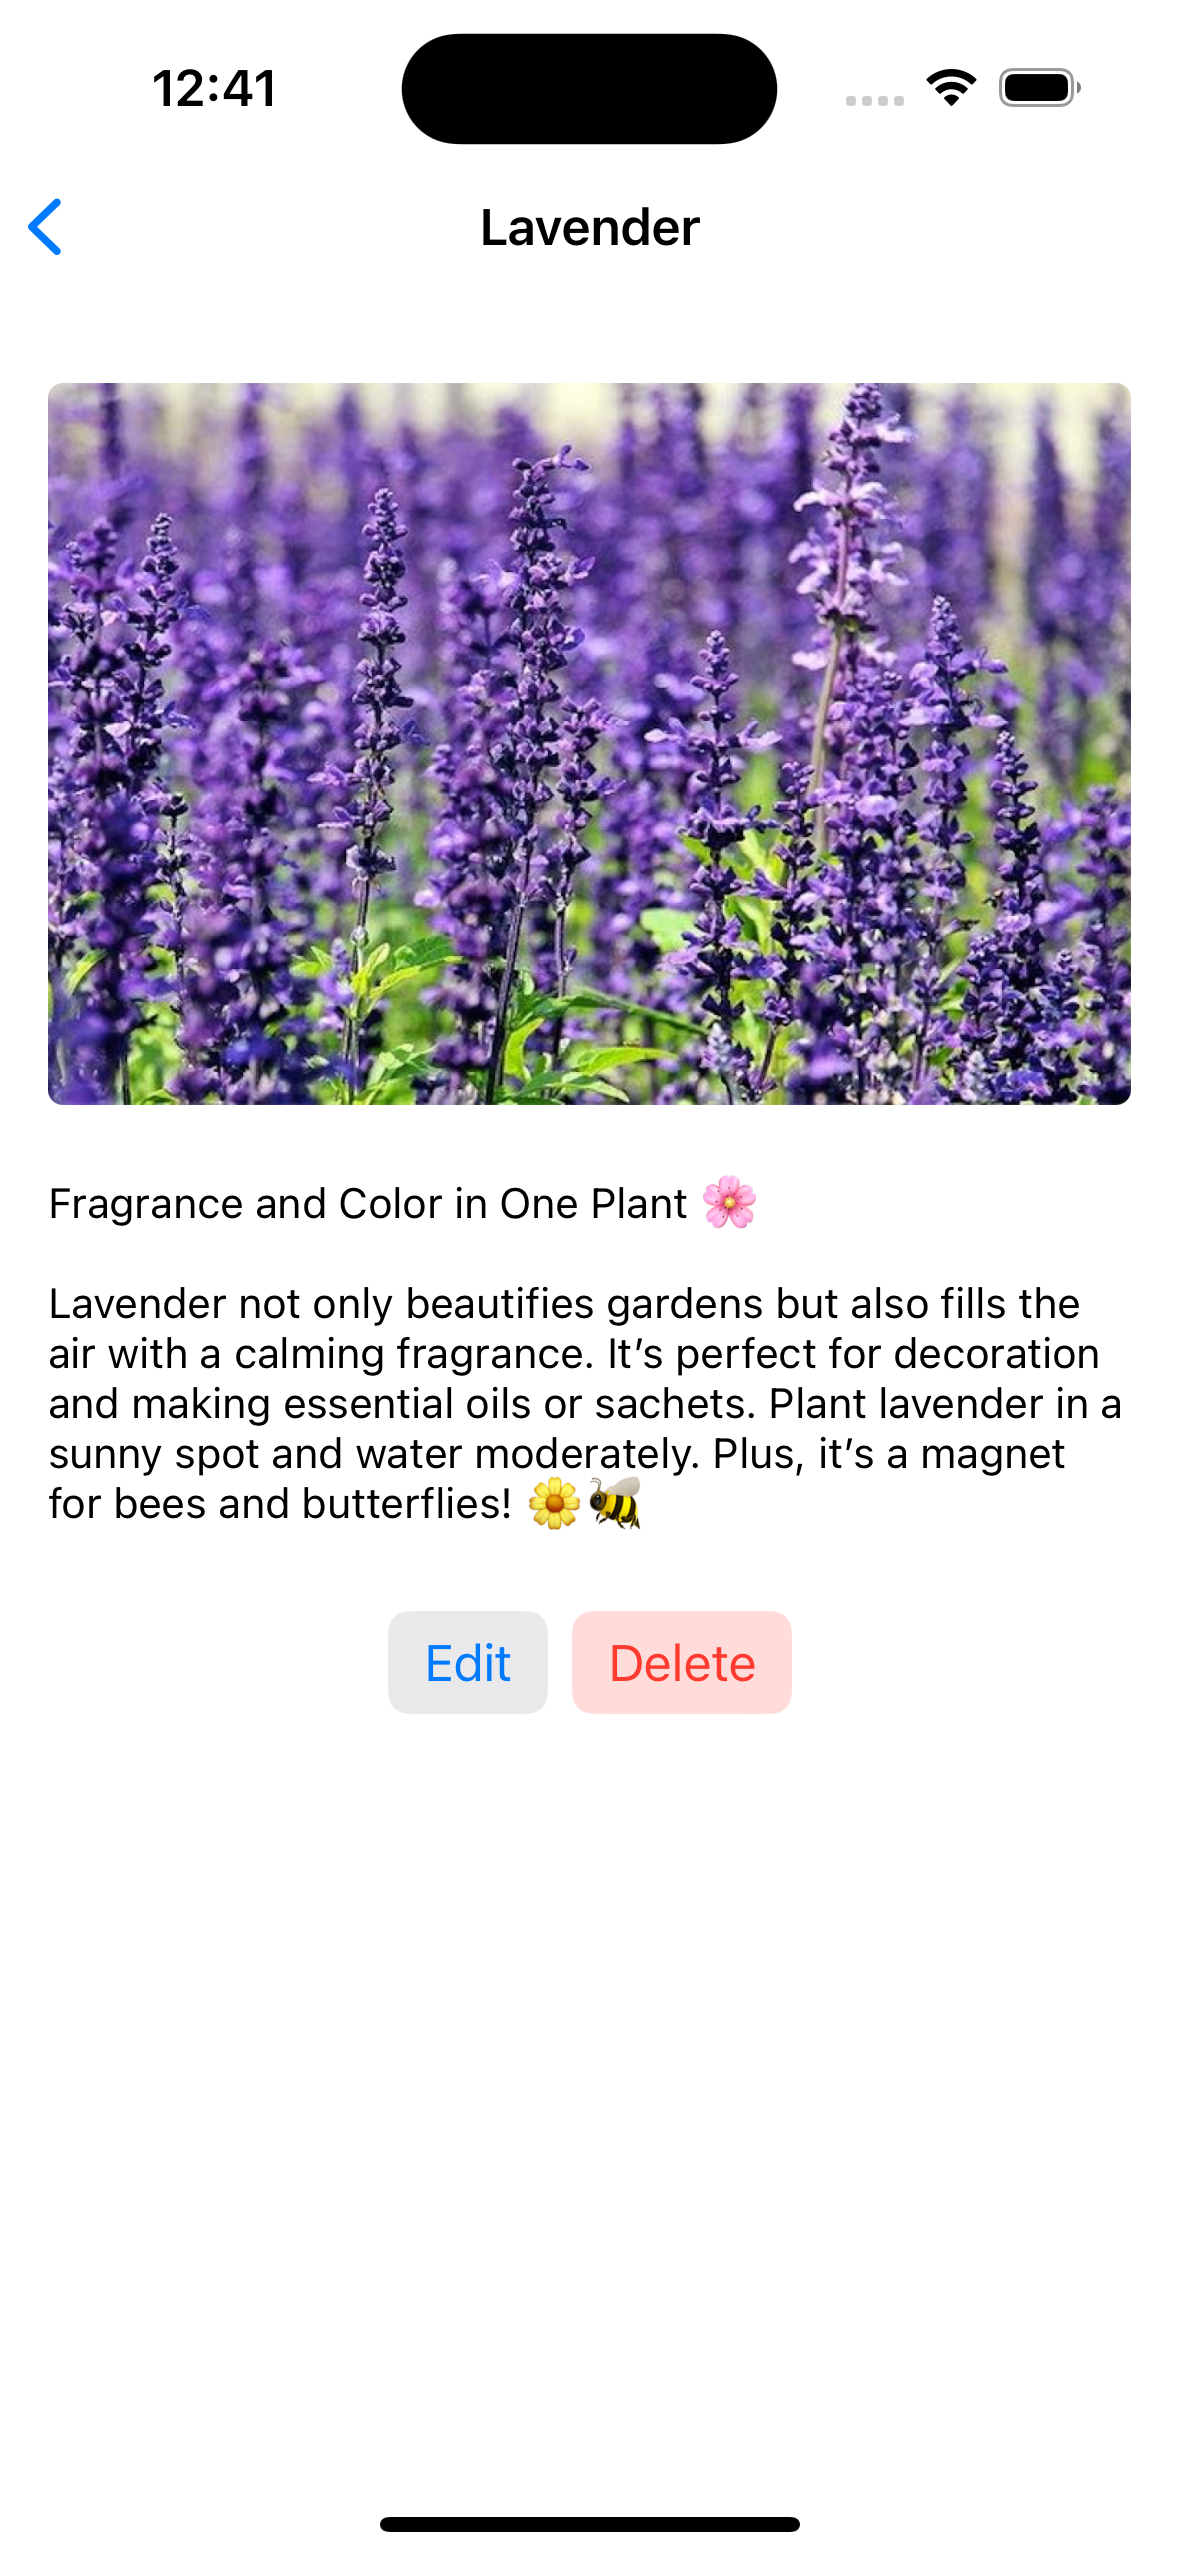 12:41
Lavender
Fragrance and Color in One Plant 🌸
Lavender not only beautifies gardens but also fills the
air with a calming fragrance. It’s perfect for decoration
and making essential oils or sachets. Plant lavender in a
sunny spot and water moderately. Plus, it’s a magnet
for bees and butterflies! 🌼🐝
Edit Delete